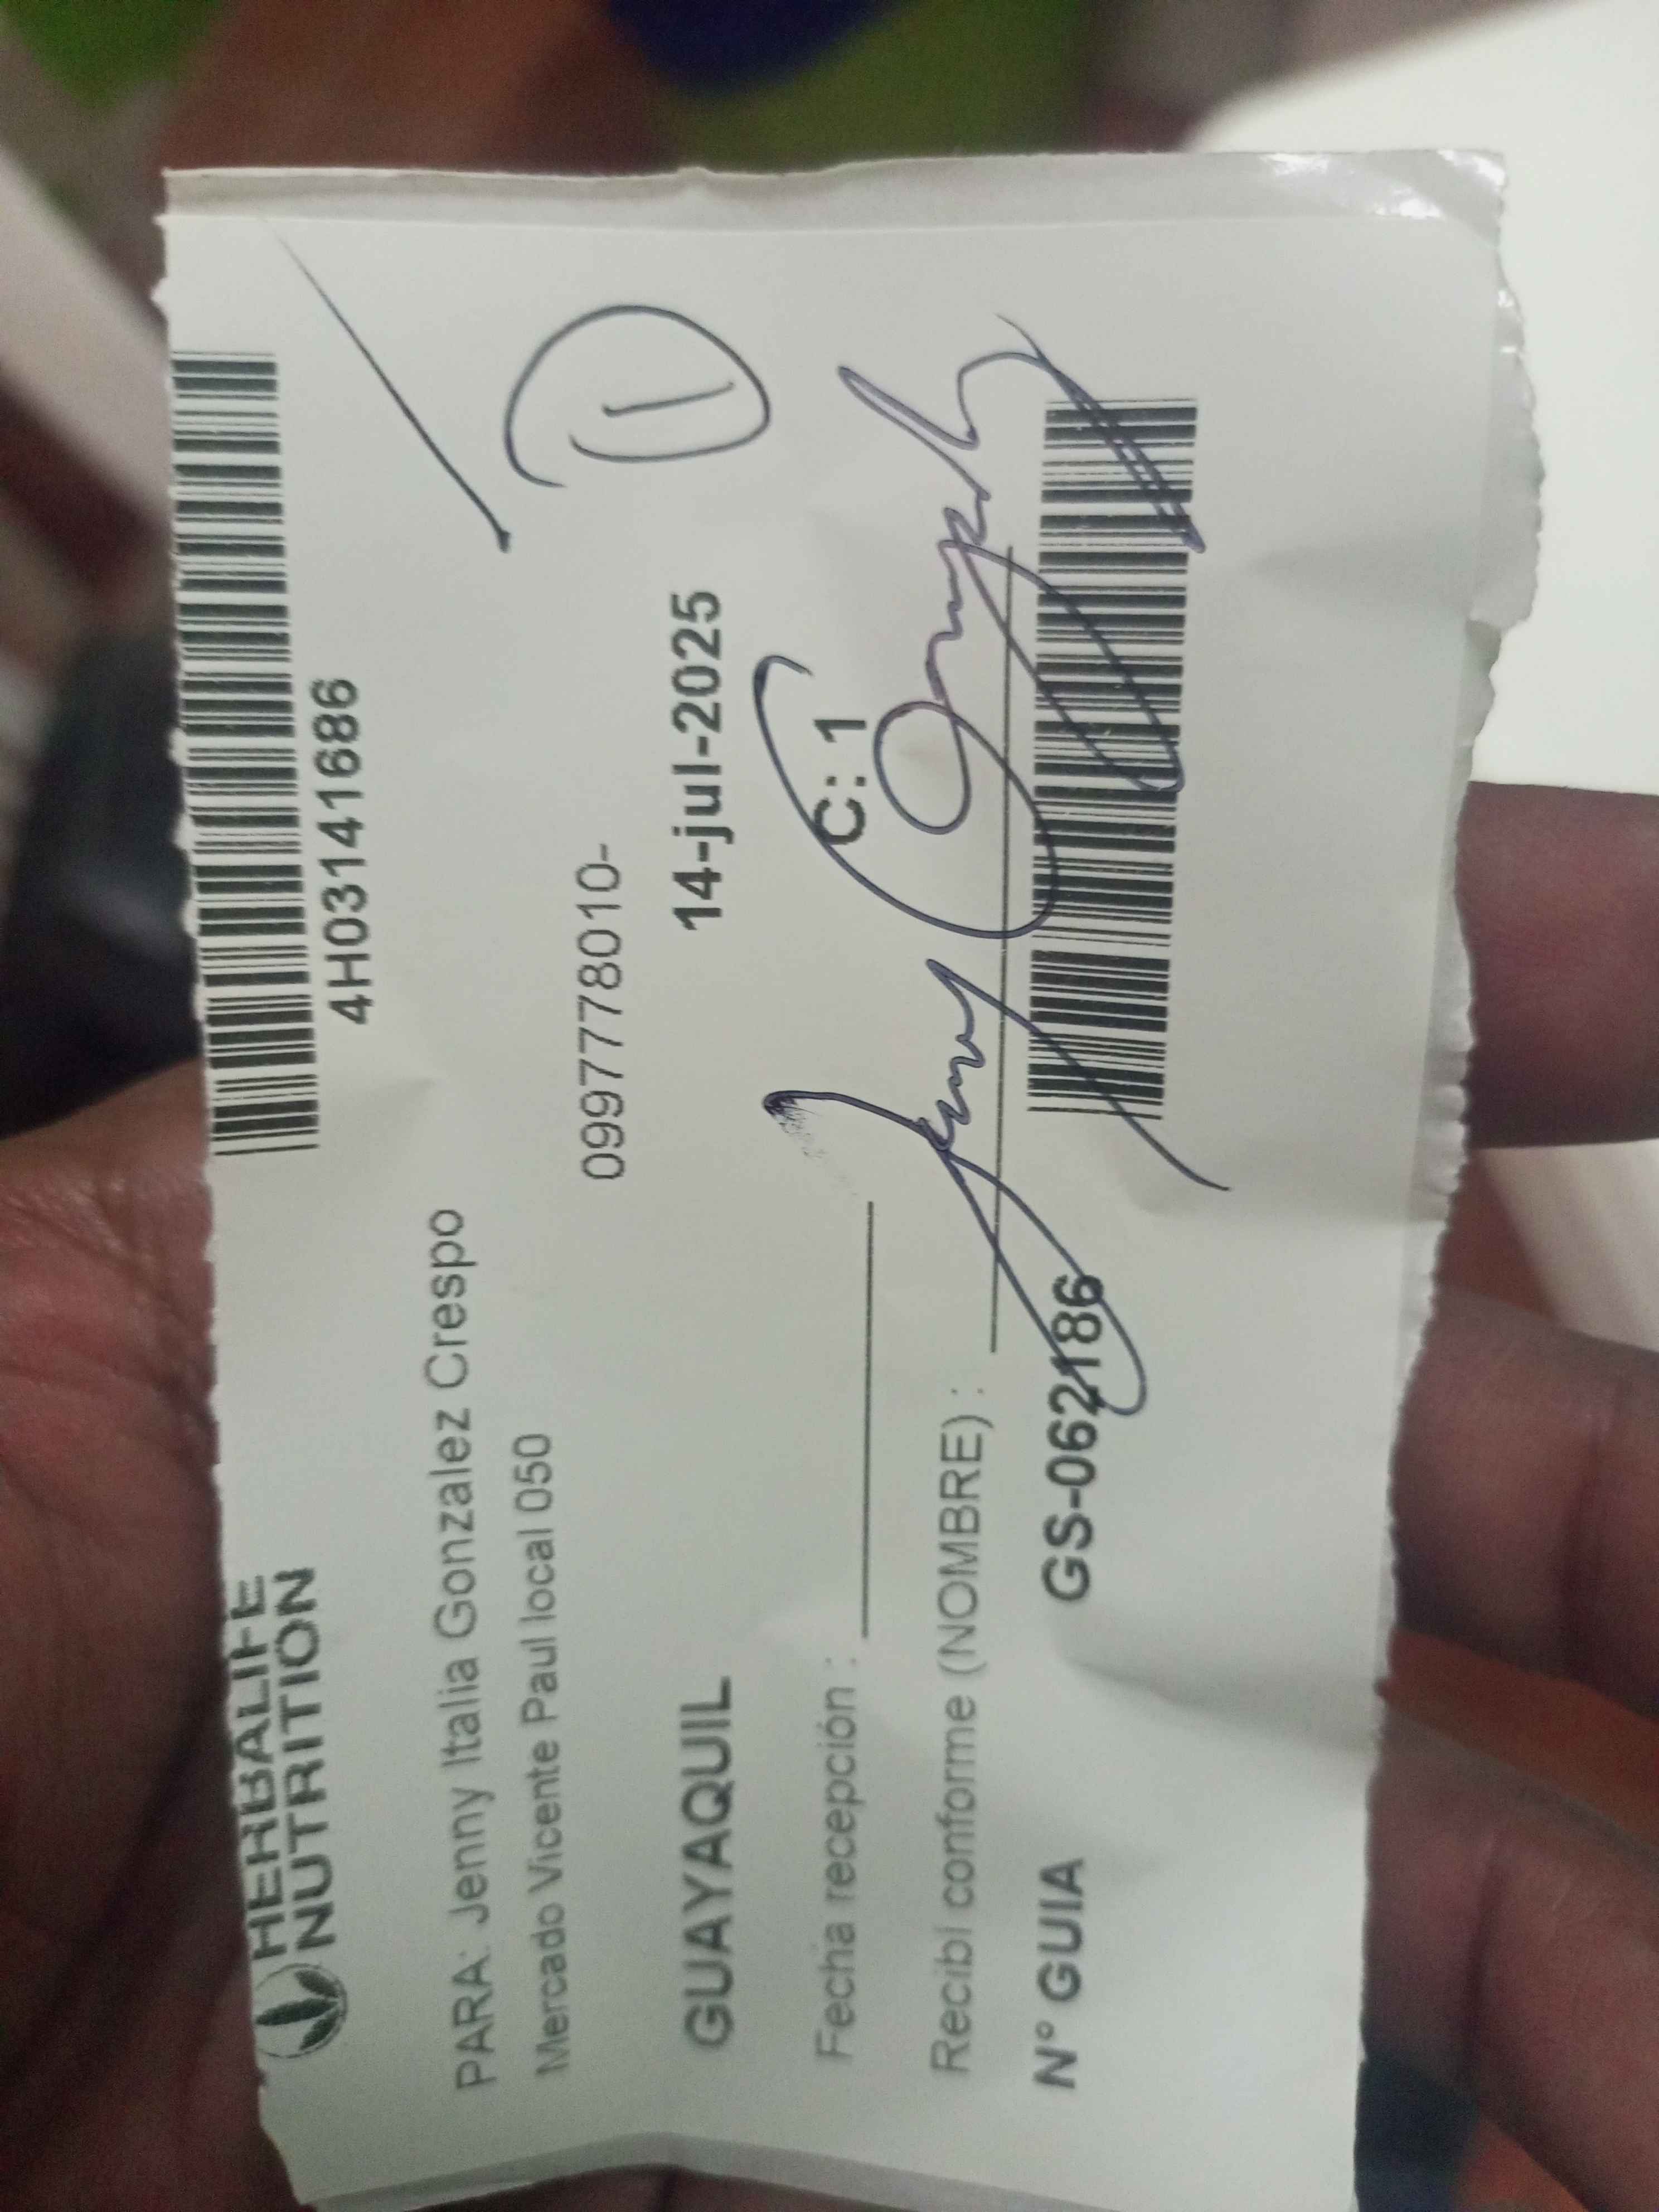 HERBALIFE
NUTRITION
4H03141686
PARA: Jenny Italia Gonzalez Crespo
Mercado Vicente Paul local 050
0997778010-
1
GUAYAQUIL 14-jul-2025
Fecha recepción : C: 1
Recibí conforme (NOMBRE) :
N° GUIA GS-062186